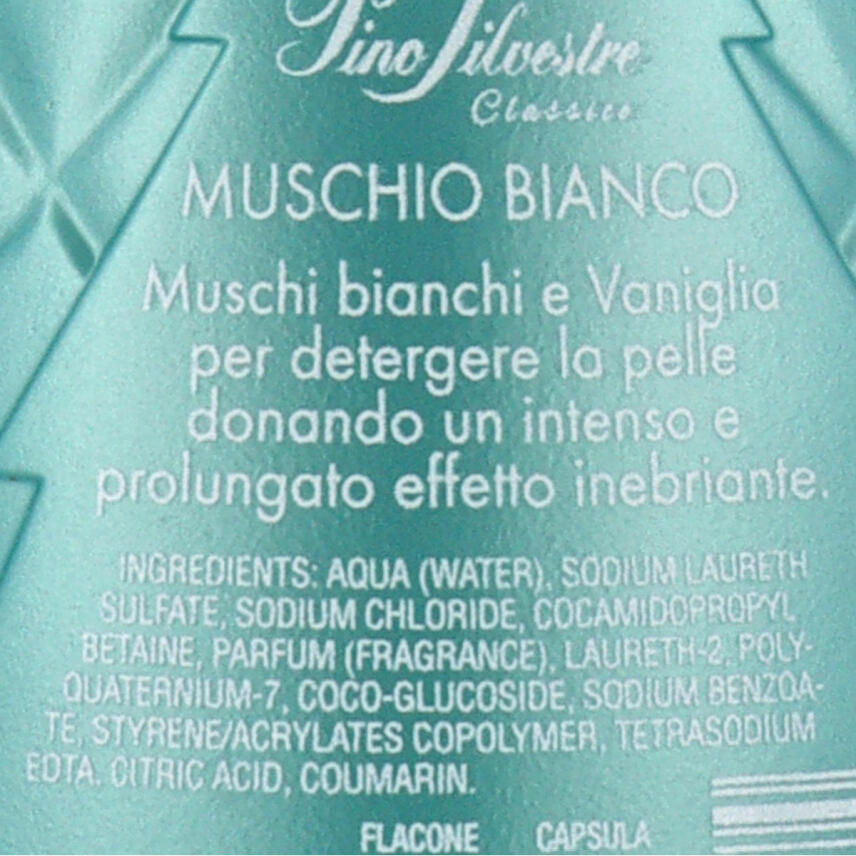 Pino Silvestre
Classico
MUSCHIO BIANCO
Muschi bianchi e Vaniglia
per detergere la pelle
donando un intenso e
prolungato effetto inebriante.
INGREDIENTS: AQUA (WATER), SODIUM LAURETH
SULFATE, SODIUM CHLORIDE, COCAMIDOPROPYL
BETAINE, PARFUM (FRAGRANCE), LAURETH-2, POLY-
QUATERNIUM-7, COCO-GLUCOSIDE, SODIUM BENZOA-
TE, STYRENE/ACRYLATES COPOLYMER, TETRASODIUM
EDTA, CITRIC ACID, COUMARIN.
FLACONE CAPSULA